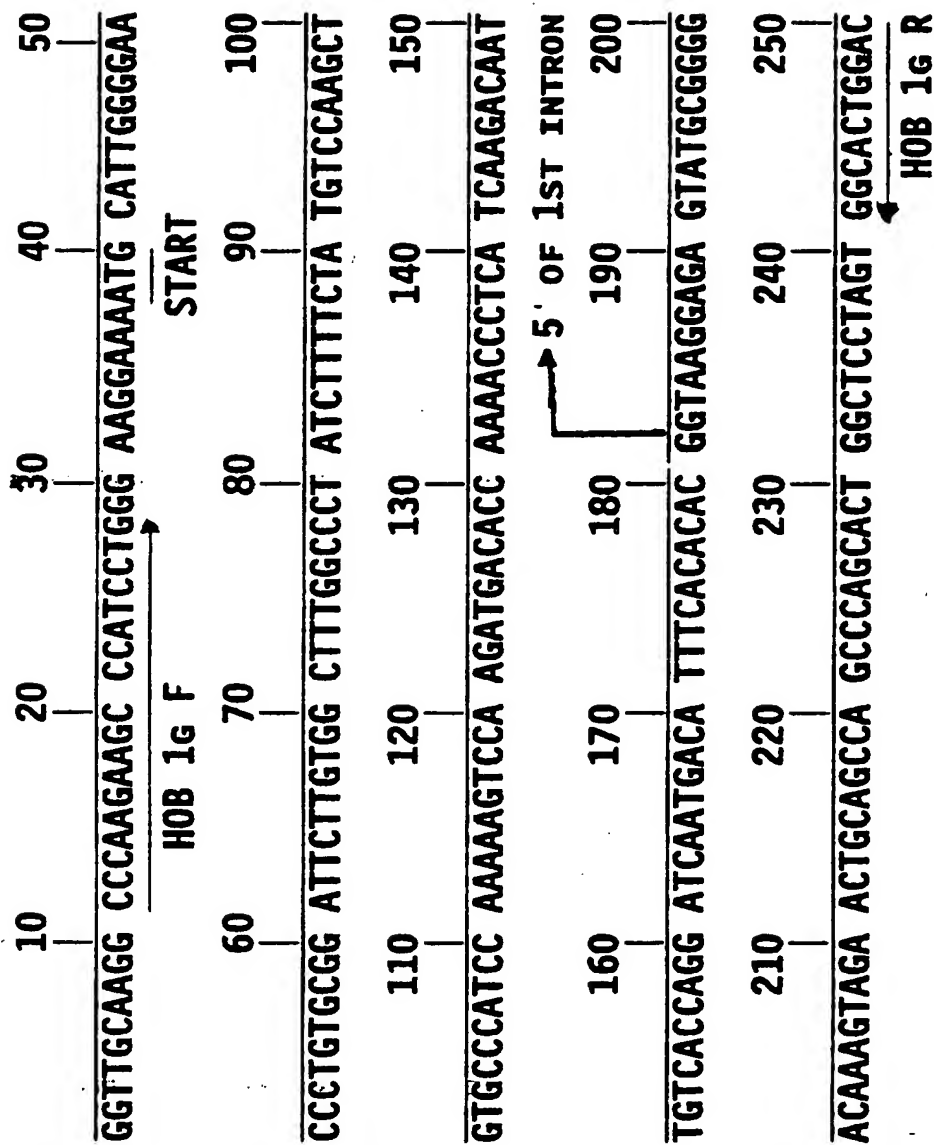 10 20 30 40 50
GGTTGCAAGG CCCAAGAAGC CCATCCTGGG AAGGAAAATG CATTGGGGAA
HOB 1G F START
60 70 80 90 100
CCCTGTGCGG ATTCTTGTGG CTTTGGCCCT ATCTTTTCTA TGTCCAAGCT
110 120 130 140 150
GTGCCCATCC AAAAAGTCCA AGATGACACC AAAACCCTCA TCAAGACAAT
5' OF 1ST INTRON
160 170 180 190 200
TGTCACCAGG ATCAATGACA TTTCACACAC GGTAAGGAGA GTATGCGGGG
210 220 230 240 250
ACAAAGTAGA ACTGCAGCCA GCCCAGCACT GGCTCCTAGT GGCACTGGAC
HOB 1G R